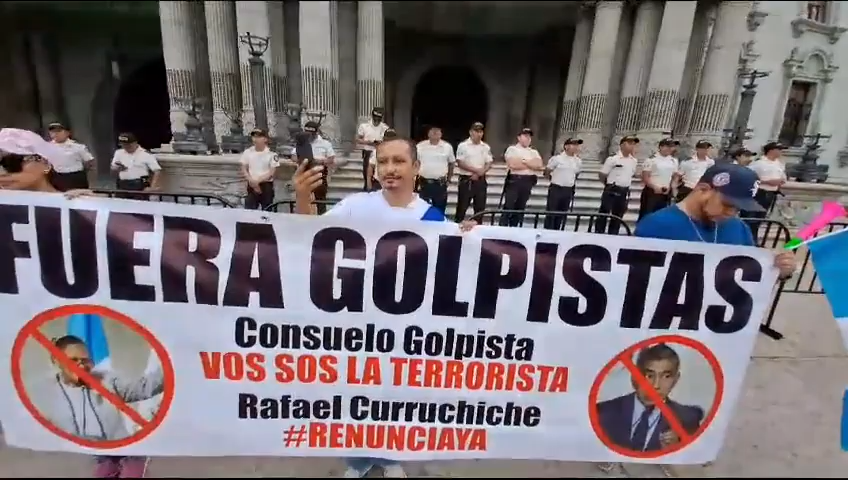 FUERA GOLPISTAS
Consuelo Golpista
VOS SOS LA TERRORISTA
Rafael Curruchiche
#RENUNCIAYA